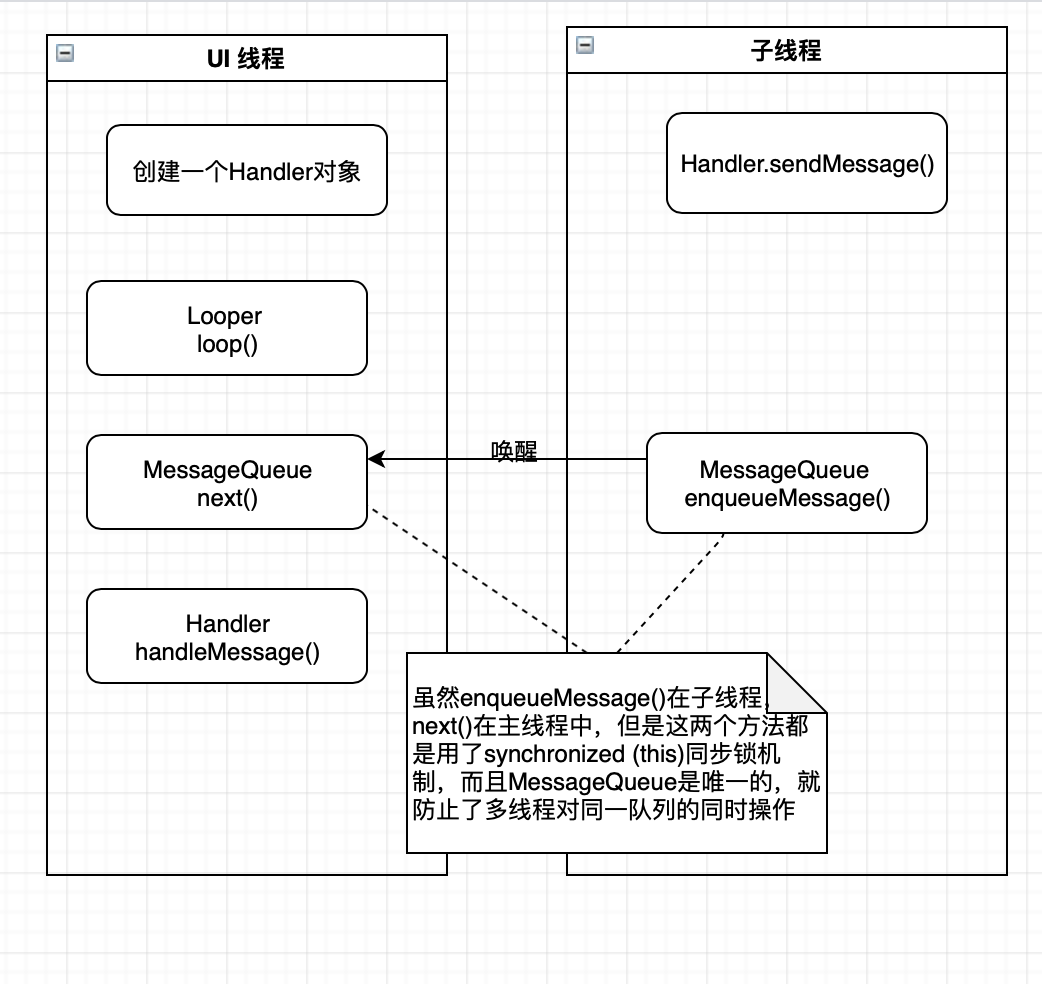 UI 线程
子线程
创建一个Handler对象
Handler.sendMessage()
Looper
loop()
唤醒
MessageQueue
next()
MessageQueue
enqueueMessage()
Handler
handleMessage()
虽然enqueueMessage()在子线程，
next()在主线程中，但是这两个方法都
是用了synchronized (this)同步锁机
制，而且MessageQueue是唯一的，就
防止了多线程对同一队列的同时操作